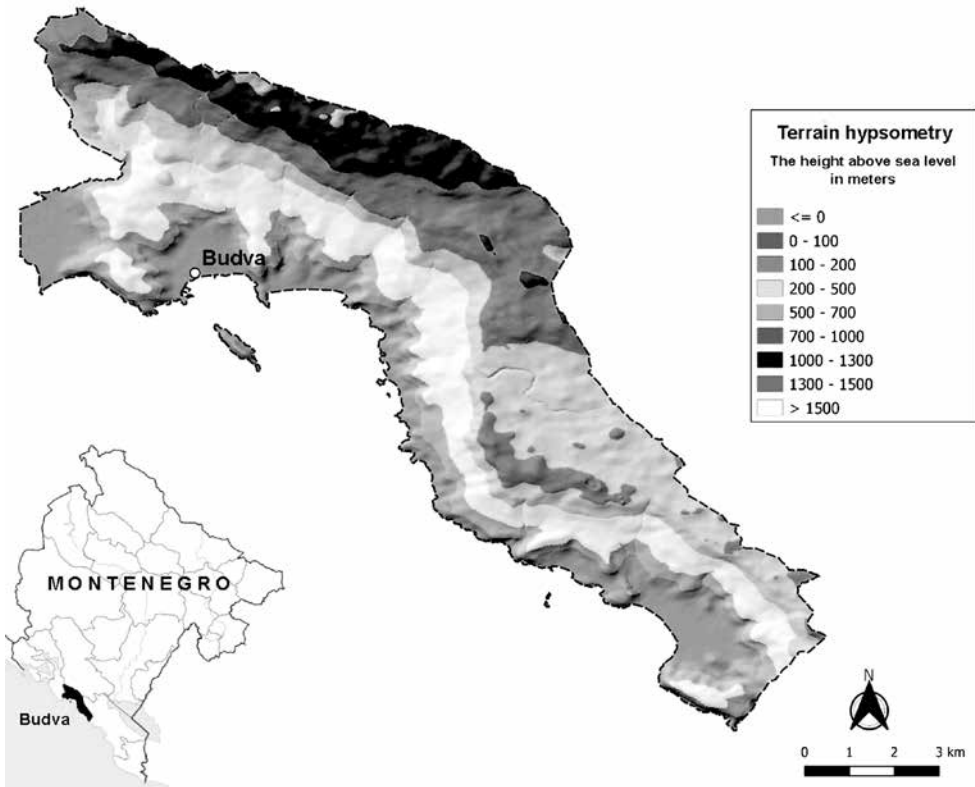 Terrain hypsometry
The height above sea level
in meters
<= 0
0 - 100
100 - 200
200 - 500
500 - 700
700 - 1000
1000 - 1300
1300 - 1500
> 1500
Budva
MONTENEGRO
Budva
N
0 1 2 3 km